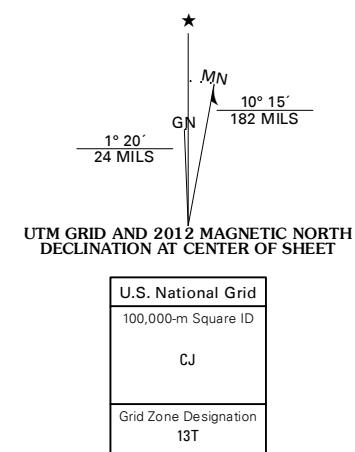 ★
MN
10° 15´
182 MILS
GN
1° 20´
24 MILS
UTM GRID AND 2012 MAGNETIC NORTH
DECLINATION AT CENTER OF SHEET
U.S. National Grid
100,000-m Square ID
CJ
Grid Zone Designation
13T